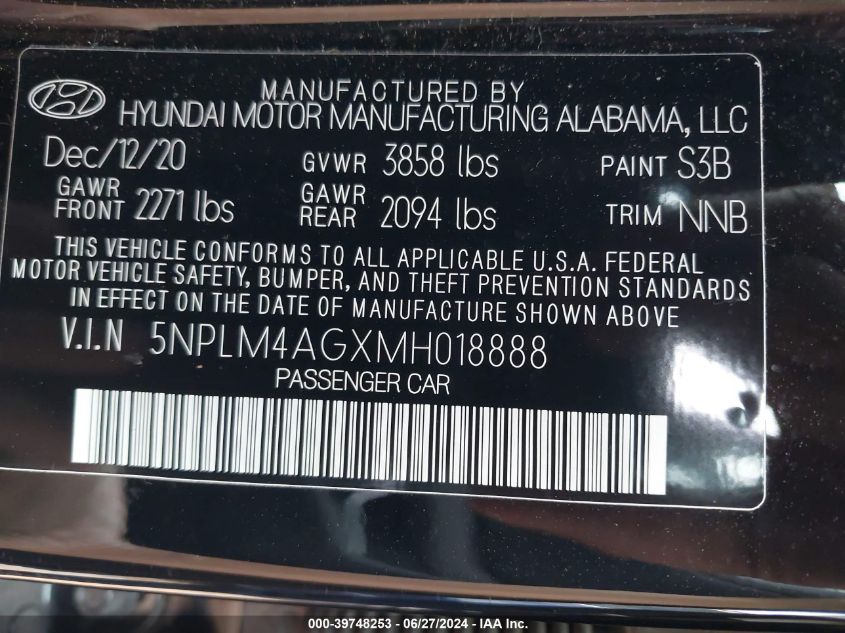 MANUFACTURED BY
HYUNDAI MOTOR MANUFACTURING ALABAMA, LLC
Dec/12/20 GVWR 3858 lbs PAINT S3B
GAWR FRONT 2271 lbs GAWR REAR 2094 lbs TRIM NNB
THIS VEHICLE CONFORMS TO ALL APPLICABLE U.S.A. FEDERAL
MOTOR VEHICLE SAFETY, BUMPER, AND THEFT PREVENTION STANDARDS
IN EFFECT ON THE DATE OF MANUFACTURE SHOWN ABOVE
V.I.N 5NPLM4AGXMH018888
PASSENGER CAR
000-39748253 - 06/27/2024 - IAA, Inc.